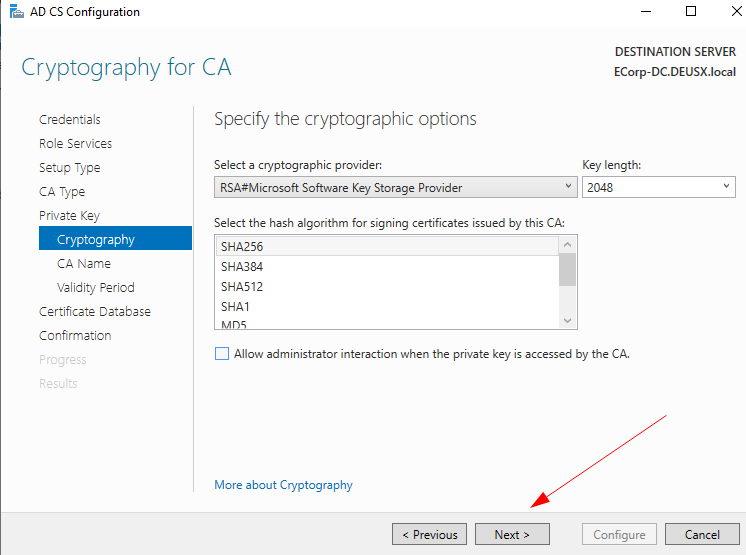 AD CS Configuration
Cryptography for CA
DESTINATION SERVER
ECorp-DC.DEUSX.local
Credentials
Role Services
Setup Type
CA Type
Private Key
Cryptography
CA Name
Validity Period
Certificate Database
Confirmation
Progress
Results
Specify the cryptographic options
Select a cryptographic provider:
Key length:
RSA#Microsoft Software Key Storage Provider
2048
Select the hash algorithm for signing certificates issued by this CA:
SHA256
SHA384
SHA512
SHA1
MD5
Allow administrator interaction when the private key is accessed by the CA.
More about Cryptography
< Previous
Next >
Configure
Cancel